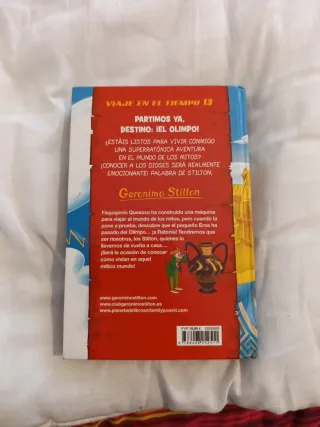 VIAJE EN EL TIEMPO 13
PARTIMOS YA.
DESTINO: ¡EL OLIMPO!
¿ESTÁIS LISTOS PARA VIVIR CONMIGO
UNA SUPERRATÓNICA AVENTURA
EN EL MUNDO DE LOS MITOS?
¡CONOCER A LOS DIOSES SERÁ REALMENTE
EMOCIONANTE! PALABRA DE STILTON,
Geronimo Stilton
Flegogenio Quesoso ha construido una máquina
para viajar al mundo de los mitos, pero cuando la
pone a prueba, descubre que el pequeño Eros ha
pasado del Olimpo... ¡a Ratonia! Tendremos que
ser nosotros, los Stilton, quienes lo
llevemos de vuelta a casa...
¡Será la ocasión de conocer
cómo vivían en aquel
mítico mundo!
www.geronimostilton.com
www.clubgeronimostilton.es
www.planetadelibrosinfantilyjuvenil.com